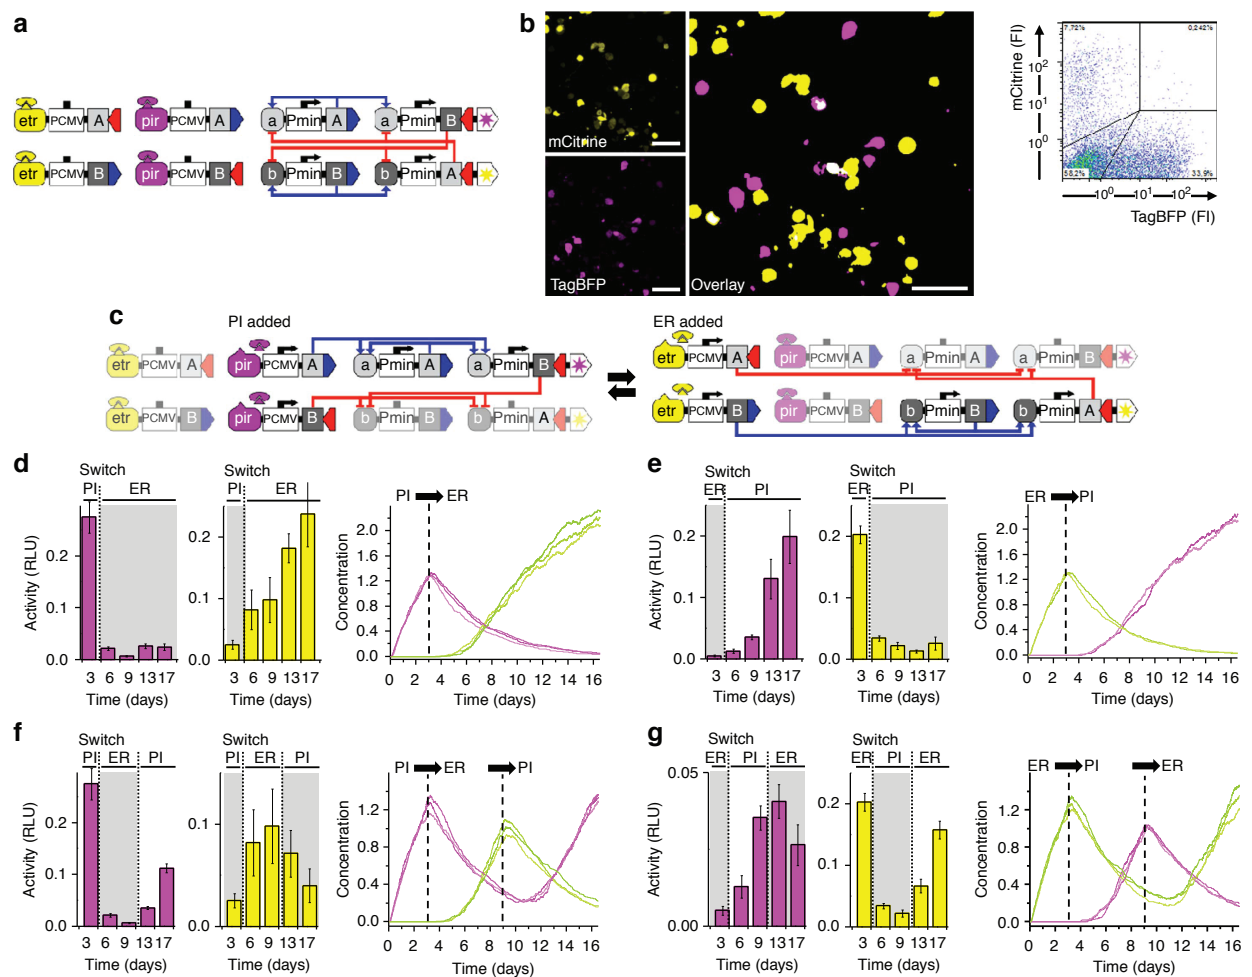 a
etr PCMV A pir PCMV A a Pmin A a Pmin B
etr PCMV B pir PCMV B b Pmin B b Pmin A
b
mCitrine
TagBFP
Overlay
mCitrine (FI)
7,72% 0,242%
10² 
10¹
10⁰
58,2% 33,9%
10⁰ 10¹ 10²
TagBFP (FI)
c
PI added
etr PCMV A pir PCMV A a Pmin A a Pmin B
etr PCMV B pir PCMV B b Pmin B b Pmin A
ER added
etr PCMV A pir PCMV A a Pmin A a Pmin B
etr PCMV B pir PCMV B b Pmin B b Pmin A
d
Switch
PI ER
Activity (RLU)
0.2
0.1
0.0
3 6 9 13 17
Time (days)
Switch
PI ER
0.2
0.1
0.0
3 6 9 13 17
Time (days)
PI ER
Concentration
2.0
1.6
1.2
0.8
0.4
0.0
0 2 4 6 8 10 12 14 16
Time (days)
e
Switch
ER PI
Activity (RLU)
0.2
0.1
0.0
3 6 9 13 17
Time (days)
ER PI
0.2
0.1
0.0
3 6 9 13 17
Time (days)
ER PI
Concentration
2.0
1.6
1.2
0.8
0.4
0.0
0 2 4 6 8 10 12 14 16
Time (days)
f
Switch
PI ER PI
Activity (RLU)
0.3
0.2
0.1
0.0
3 6 9 13 17
Time (days)
Switch
PI ER PI
0.1
0.0
3 6 9 13 17
Time (days)
PI ER PI
Concentration
1.2
0.8
0.4
0.0
0 2 4 6 8 10 12 14 16
Time (days)
g
Switch
ER PI ER
Activity (RLU)
0.05
0.00
3 6 9 13 17
Time (days)
ER PI ER
0.2
0.1
0.0
3 6 9 13 17
Time (days)
ER PI ER
Concentration
1.2
0.8
0.4
0.0
0 2 4 6 8 10 12 14 16
Time (days)